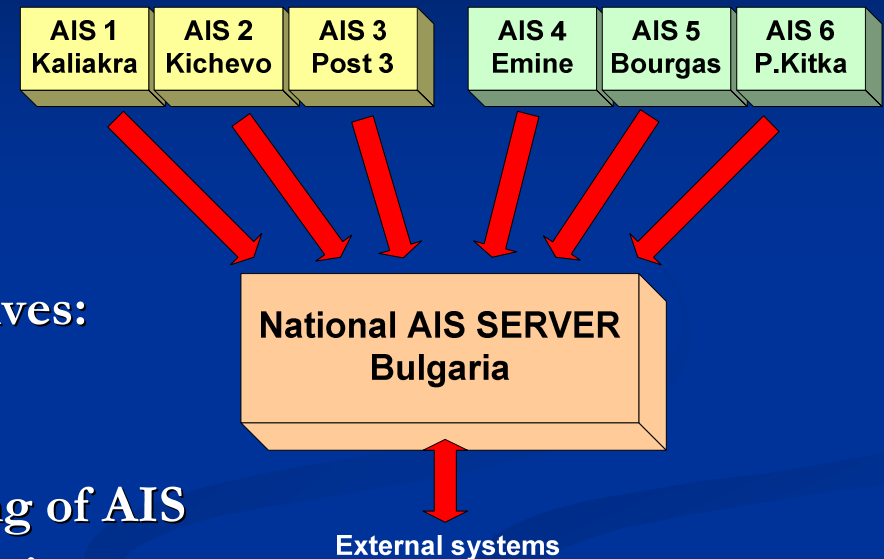 AIS 1
Kaliakra
AIS 2
Kichevo
AIS 3
Post 3
AIS 4
Emine
AIS 5
Bourgas
AIS 6
P.Kitka
National AIS SERVER
Bulgaria
of AIS
External systems